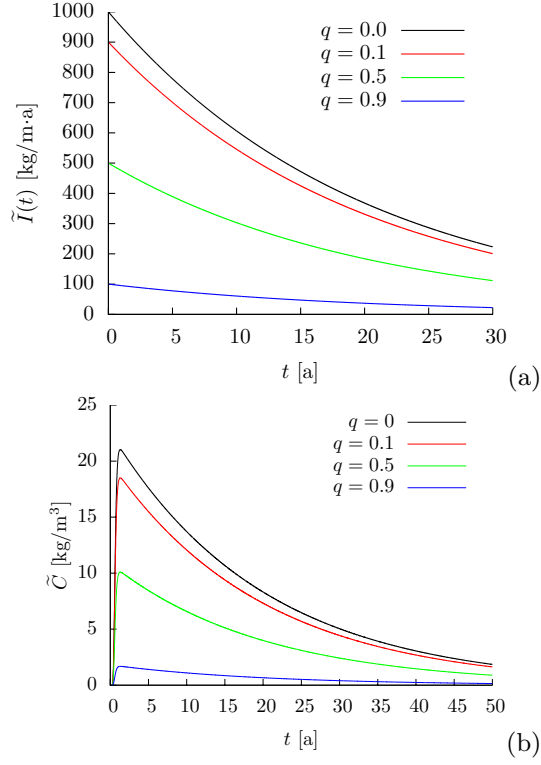 1000
900
800
700
600
500
400
300
200
100
0
Ĩ(t) [kg/m·a]
q = 0.0
q = 0.1
q = 0.5
q = 0.9
0 5 10 15 20 25 30
t [a]
(a)
25
20
15
10
5
0
C̃ [kg/m³]
q = 0
q = 0.1
q = 0.5
q = 0.9
0 5 10 15 20 25 30 35 40 45 50
t [a]
(b)